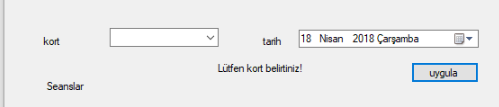 kort tarih 18 Nisan 2018 Çarşamba
Lütfen kort belirtiniz! uygula
Seanslar